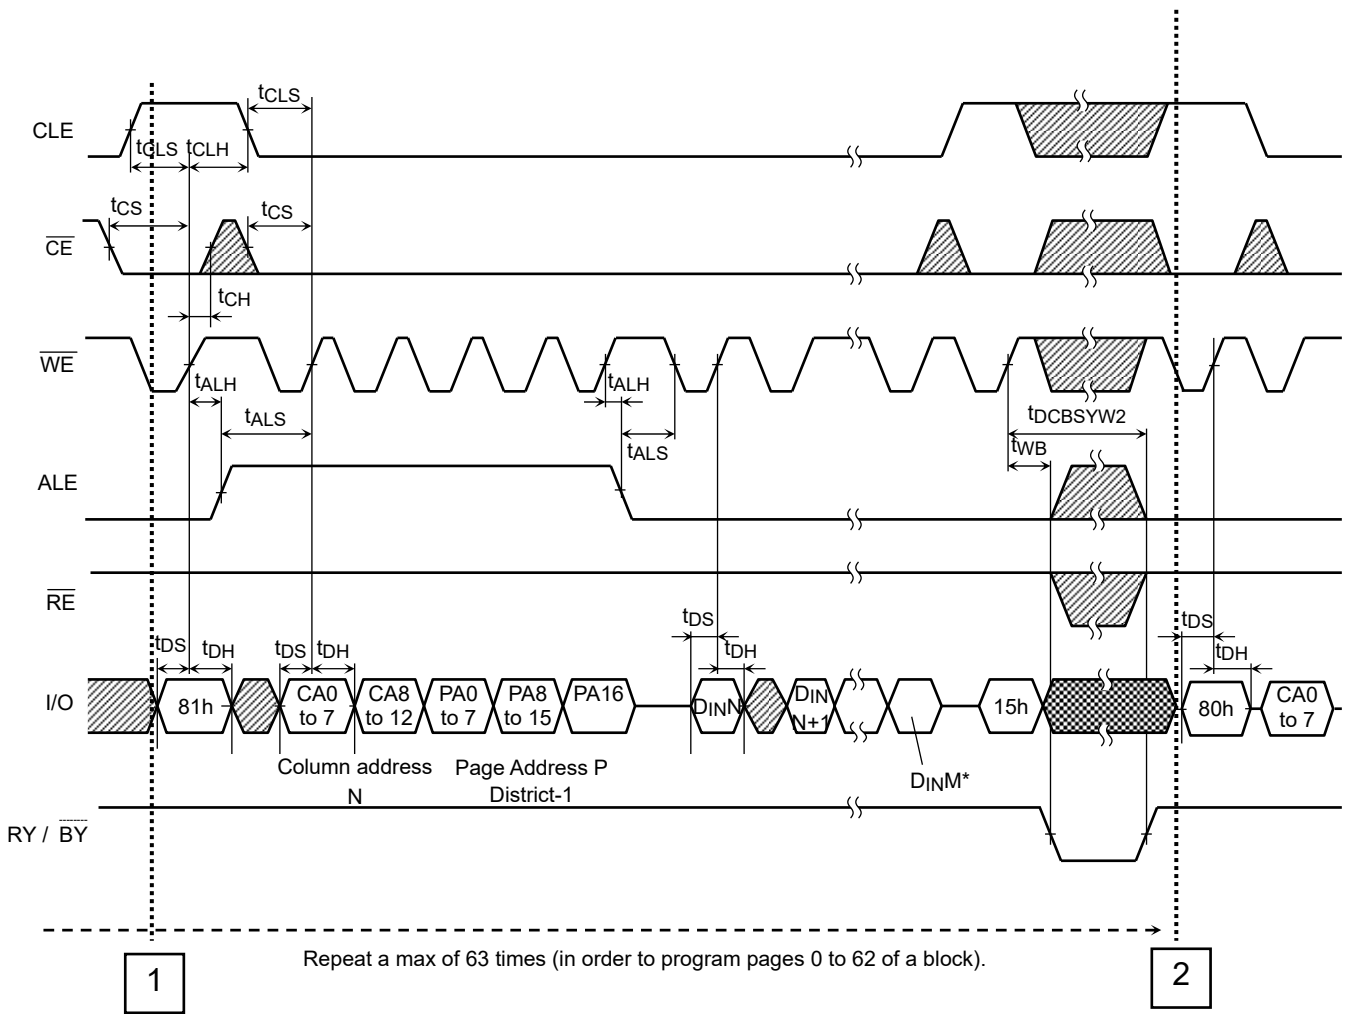 tCLS
CLE
tCLS tCLH
tCS
tCS
CE
tCH
WE
tALH
tALH
tDCBSYW2
tALS
tALS
tWB
ALE
RE
tDS
tDS
tDS
tDH
tDS
tDH
tDH
tDH
I/O
81h
CA0 to 7
CA8 to 12
PA0 to 7
PA8 to 15
PA16
DINN
DIN N+1
15h
80h
CA0 to 7
Column address N
Page Address P District-1
DINM*
RY / BY
Repeat a max of 63 times (in order to program pages 0 to 62 of a block).
1
2